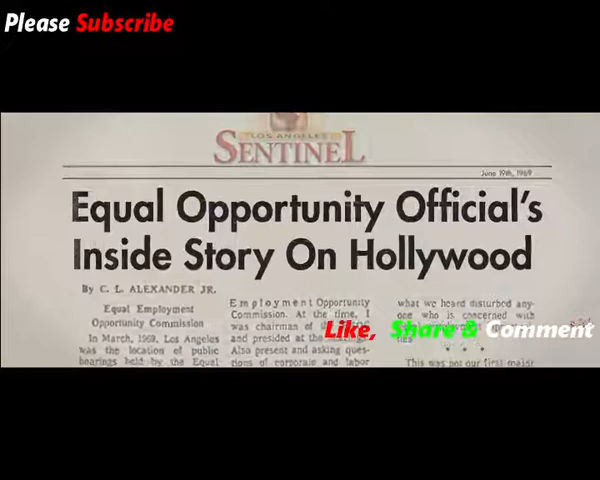 Please Subscribe
LOS ANGELES
SENTINEL
June 19th, 1969
Equal Opportunity Official's
Inside Story On Hollywood
By C. L. ALEXANDER JR.
Equal Employment
Opportunity Commission
In March, 1969, Los Angeles
was the location of public
bearings held by the Equal
Employment Opportunity
Commission. At the time, I
was chairman of
and presided at the
Also present and asking ques-
tions of corporate and labor
what we heard disturbed any-
one who is concerned with
This was not our first major
Like, Share & Comment